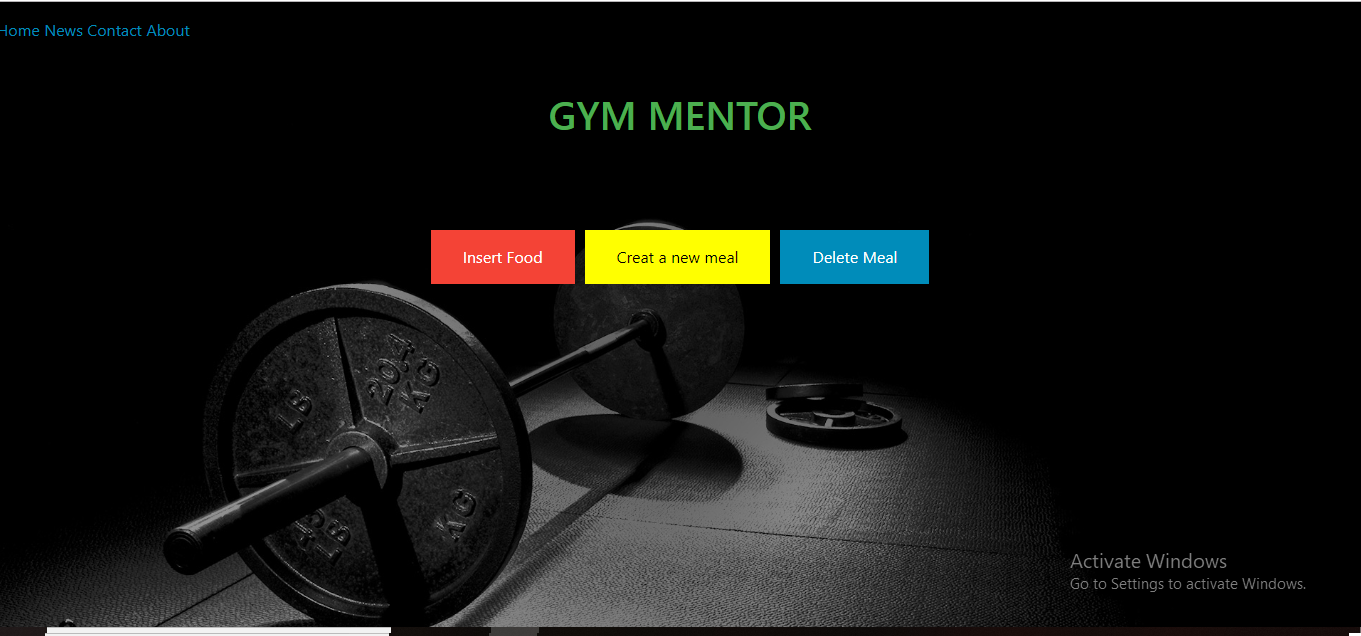 Home News Contact About
GYM MENTOR
Insert Food
Creat a new meal
Delete Meal
20.4
KG
LB
KG
LB
Activate Windows
Go to Settings to activate Windows.